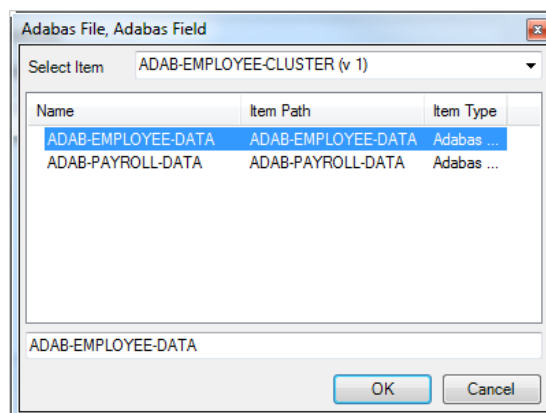 Adabas File, Adabas Field
Select Item ADAB-EMPLOYEE-CLUSTER (v 1)
Name Item Path Item Type
ADAB-EMPLOYEE-DATA ADAB-EMPLOYEE-DATA Adabas ...
ADAB-PAYROLL-DATA ADAB-PAYROLL-DATA Adabas ...
ADAB-EMPLOYEE-DATA
OK Cancel